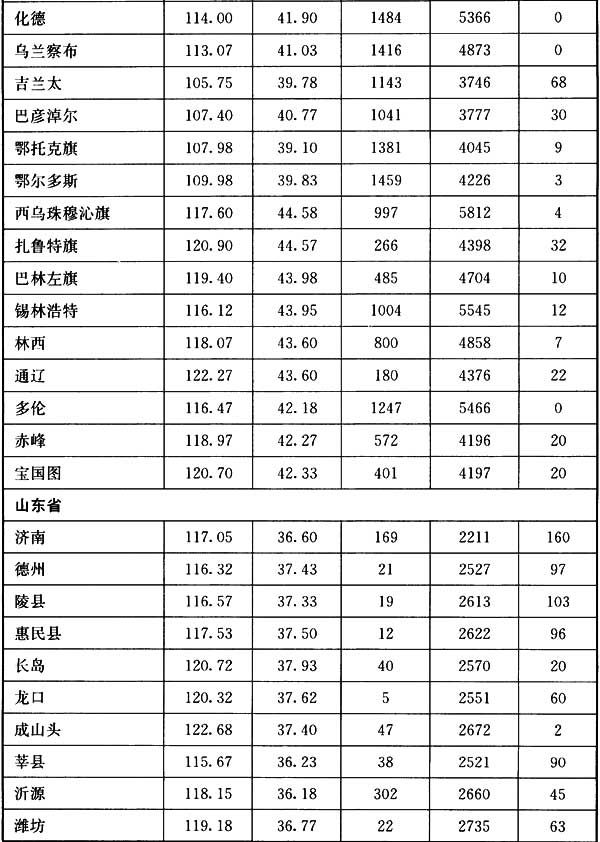 化德 114.00 41.90 1484 5366 0
乌兰察布 113.07 41.03 1416 4873 0
吉兰太 105.75 39.78 1143 3746 68
巴彦淖尔 107.40 40.77 1041 3777 30
鄂托克旗 107.98 39.10 1381 4045 9
鄂尔多斯 109.98 39.83 1459 4226 3
西乌珠穆沁旗 117.60 44.58 997 5812 4
扎鲁特旗 120.90 44.57 266 4398 32
巴林左旗 119.40 43.98 485 4704 10
锡林浩特 116.12 43.95 1004 5545 12
林西 118.07 43.60 800 4858 7
通辽 122.27 43.60 180 4376 22
多伦 116.47 42.18 1247 5466 0
赤峰 118.97 42.27 572 4196 20
宝国图 120.70 42.33 401 4197 20
山东省
济南 117.05 36.60 169 2211 160
德州 116.32 37.43 21 2527 97
陵县 116.57 37.33 19 2613 103
惠民县 117.53 37.50 12 2622 96
长岛 120.72 37.93 40 2570 20
龙口 120.32 37.62 5 2551 60
成山头 122.68 37.40 47 2672 2
莘县 115.67 36.23 38 2521 90
沂源 118.15 36.18 302 2660 45
潍坊 119.18 36.77 22 2735 63